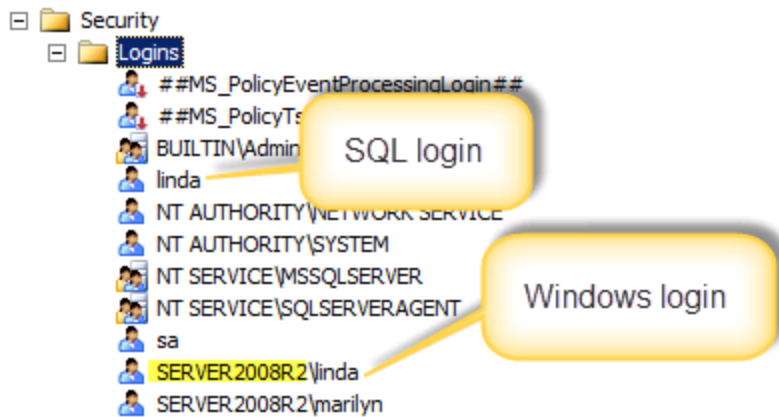 Security
Logins
##MS_PolicyEventProcessingLogin##
##MS_PolicyTs
BUILTIN\Admin
SQL login
linda
NT AUTHORITY\NETWORK SERVICE
NT AUTHORITY\SYSTEM
NT SERVICE\MSSQLSERVER
NT SERVICE\SQLSERVERAGENT
Windows login
sa
SERVER2008R2\linda
SERVER2008R2\marilyn